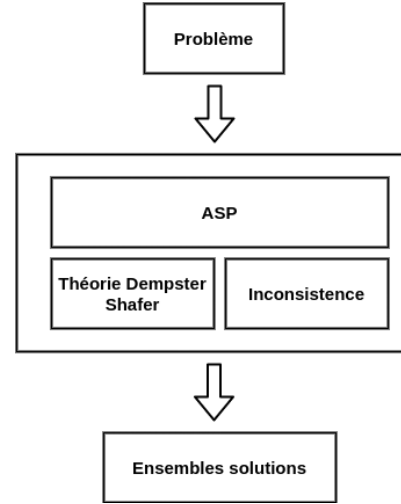 Problème
ASP
Théorie Dempster
Shafer
Inconsistence
Ensembles solutions